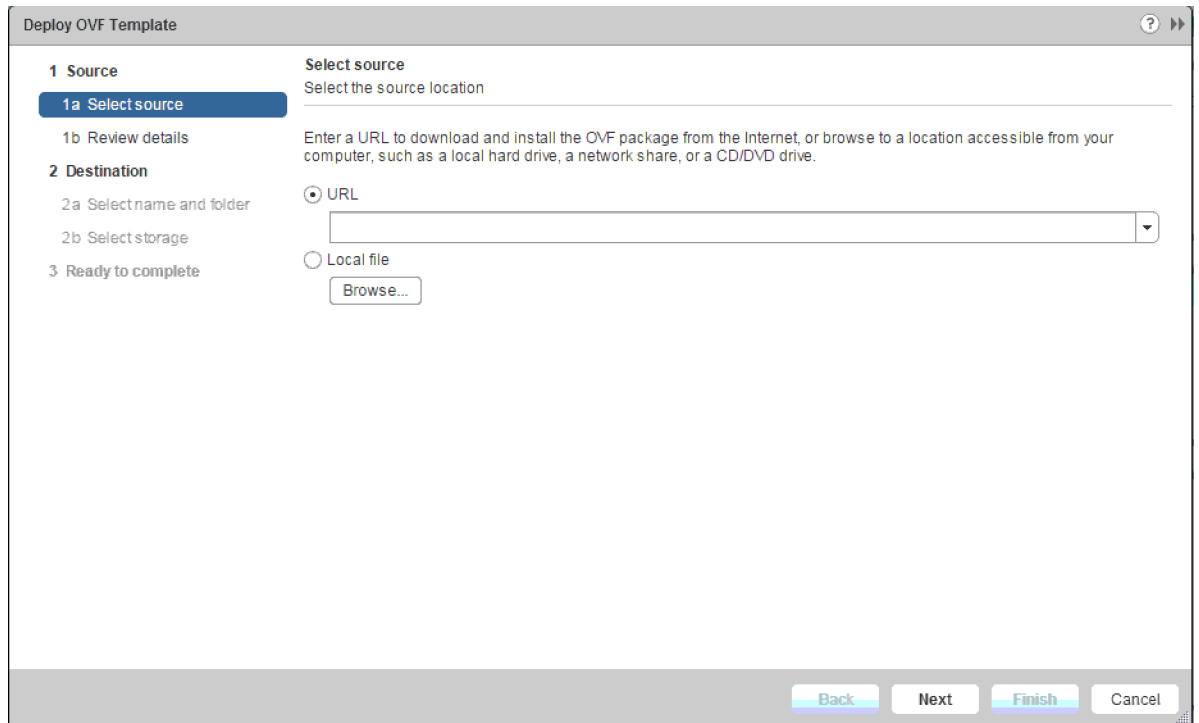 Deploy OVF Template
?
1 Source
1a Select source
1b Review details
2 Destination
2a Select name and folder
2b Select storage
3 Ready to complete
Select source
Select the source location
Enter a URL to download and install the OVF package from the Internet, or browse to a location accessible from your
computer, such as a local hard drive, a network share, or a CD/DVD drive.
URL
Local file
Browse...
Back Next Finish Cancel